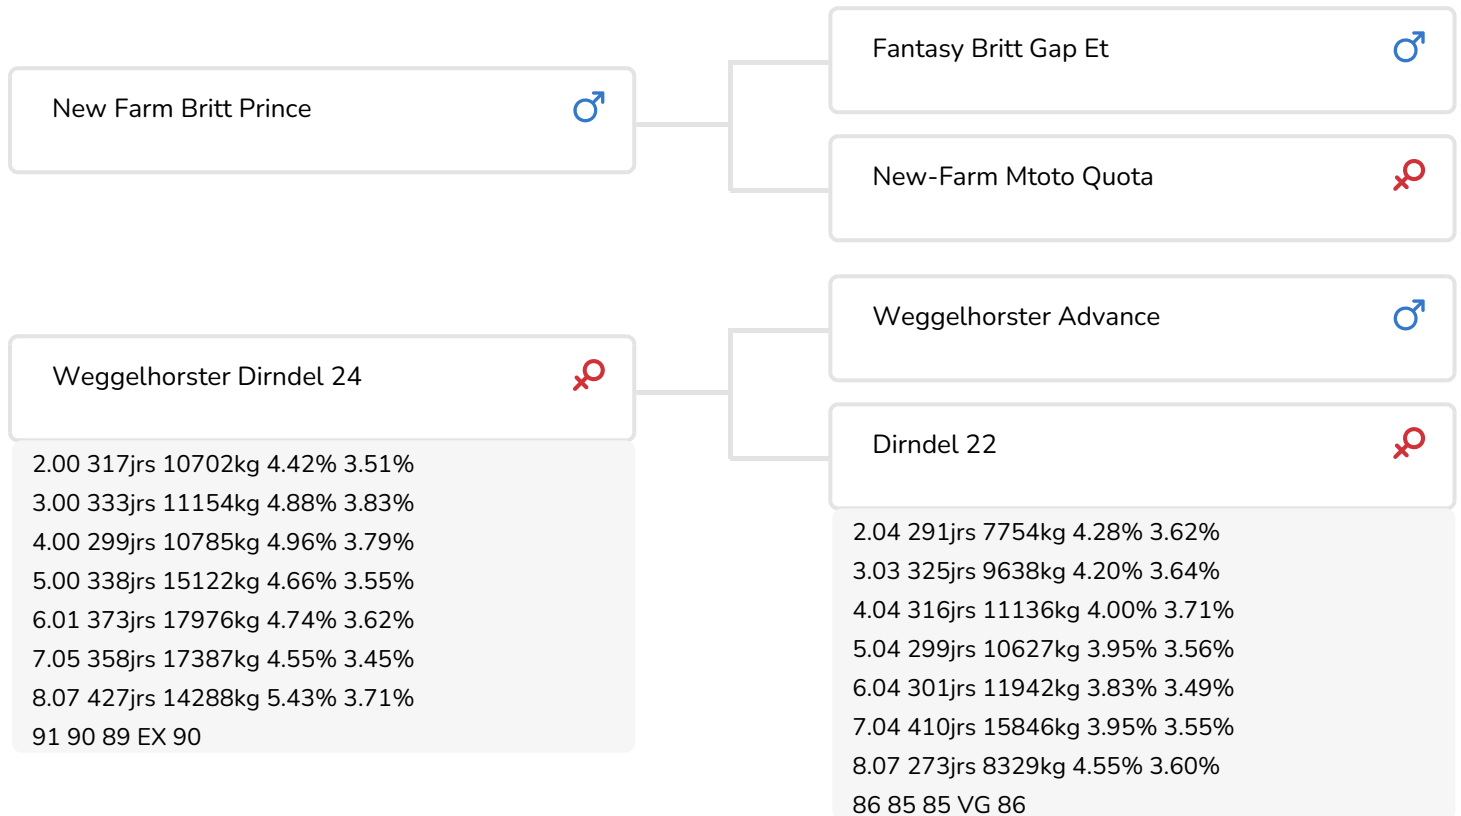 New Farm Britt Prince
Fantasy Britt Gap Et
New-Farm Mtoto Quota
Weggelhorster Dirndel 24
2.00 317jrs 10702kg 4.42% 3.51%
3.00 333jrs 11154kg 4.88% 3.83%
4.00 299jrs 10785kg 4.96% 3.79%
5.00 338jrs 15122kg 4.66% 3.55%
6.01 373jrs 17976kg 4.74% 3.62%
7.05 358jrs 17387kg 4.55% 3.45%
8.07 427jrs 14288kg 5.43% 3.71%
91 90 89 EX 90
Weggelhorster Advance
Dirndel 22
2.04 291jrs 7754kg 4.28% 3.62%
3.03 325jrs 9638kg 4.20% 3.64%
4.04 316jrs 11136kg 4.00% 3.71%
5.04 299jrs 10627kg 3.95% 3.56%
6.04 301jrs 11942kg 3.83% 3.49%
7.04 410jrs 15846kg 3.95% 3.55%
8.07 273jrs 8329kg 4.55% 3.60%
86 85 85 VG 86